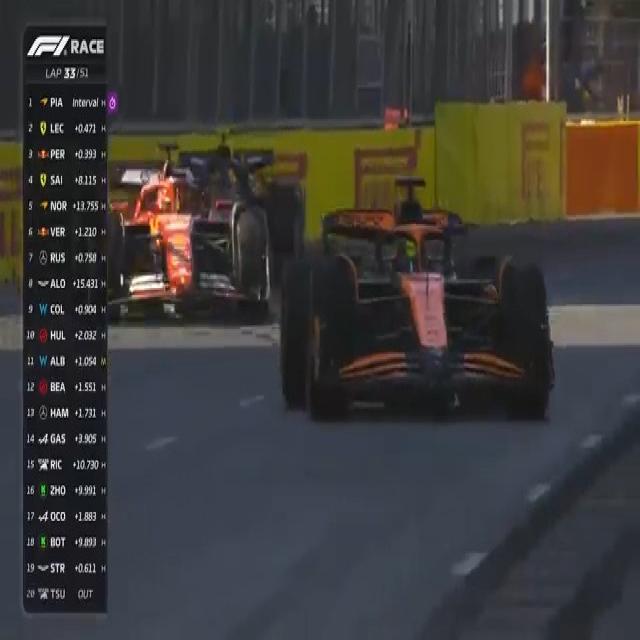 F1 RACE
LAP 33/51
1 PIA Interval H
2 LEC +0.471 H
3 PER +0.393 H
4 SAI +8.115 H
5 NOR +13.755 H
6 VER +1.210 H
7 RUS +0.758 H
8 ALO +15.431 H
9 COL +0.904 H
10 HUL +2.032 H
11 ALB +1.054 M
12 BEA +1.551 H
13 HAM +1.731 H
14 GAS +3.905 H
15 RIC +10.730 H
16 ZHO +9.991 H
17 OCO +1.883 H
18 BOT +9.893 H
19 STR +0.611 H
20 TSU OUT